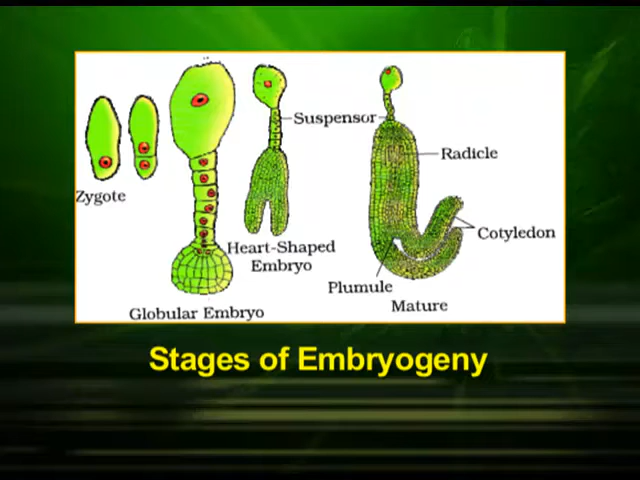 Suspensor
Radicle
Zygote
Cotyledon
Heart-Shaped
Embryo
Plumule
Mature
Globular Embryo
Stages of Embryogeny